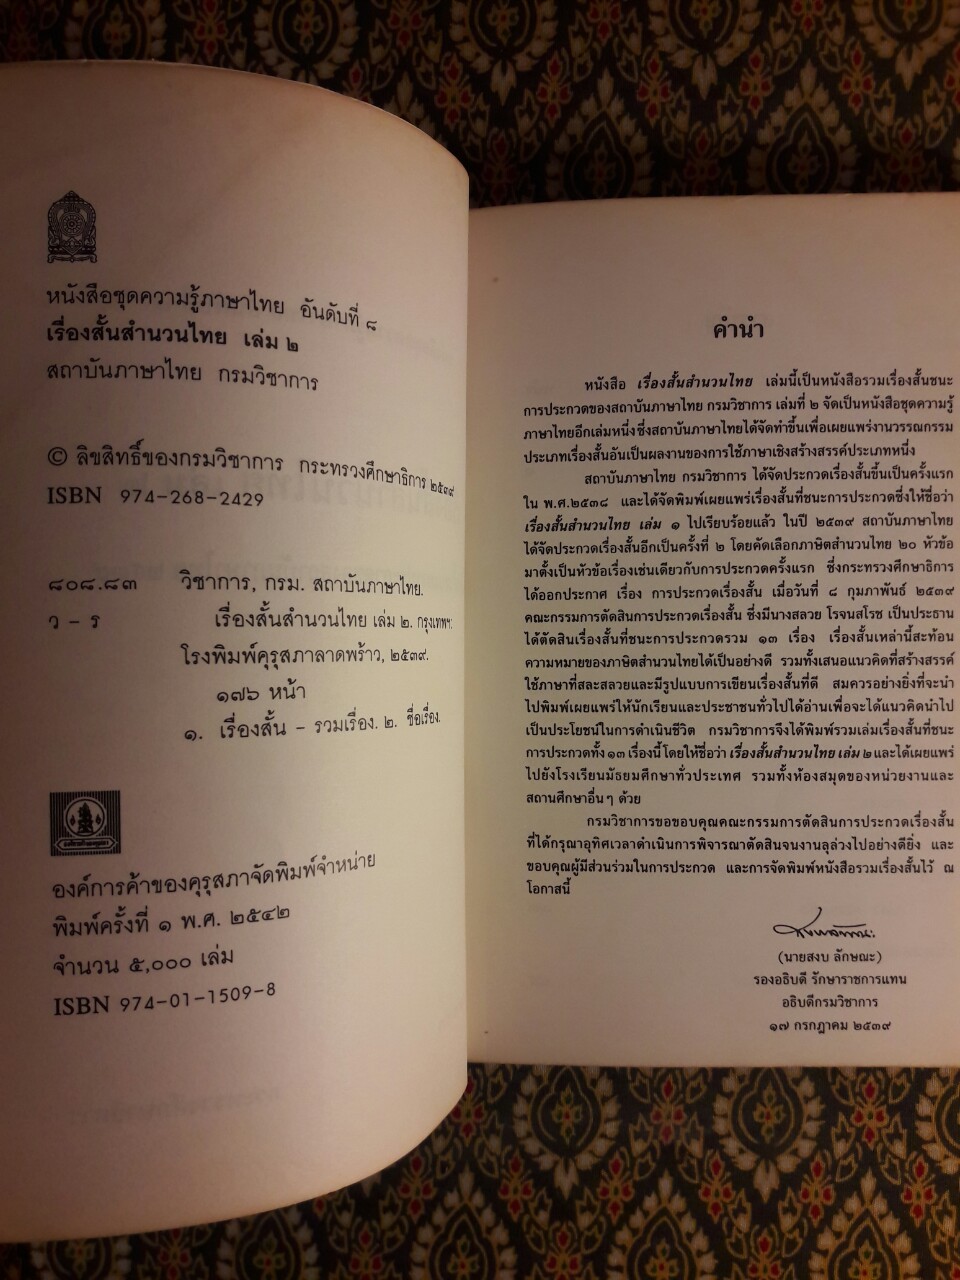 หนังสือชุดความรู้ภาษาไทย อันดับที่ ๘
เรื่องสั้นสำนวนไทย เล่ม ๒
สถาบันภาษาไทย กรมวิชาการ
© ลิขสิทธิ์ของกรมวิชาการ กระทรวงศึกษาธิการ ๒๕๓๙
ISBN 974-268-2429
๘๐๘.๘๓ วิชาการ, กรม. สถาบันภาษาไทย.
ว - ร เรื่องสั้นสำนวนไทย เล่ม ๒. กรุงเทพฯ:
โรงพิมพ์คุรุสภาลาดพร้าว, ๒๕๓๙.
๑๗๖ หน้า
๑. เรื่องสั้น - รวมเรื่อง. ๒. ชื่อเรื่อง.
องค์การค้าของคุรุสภาจัดพิมพ์จำหน่าย
พิมพ์ครั้งที่ ๑ พ.ศ. ๒๕๔๒
จำนวน ๕,๐๐๐ เล่ม
ISBN 974-01-1509-8
คำนำ
หนังสือ เรื่องสั้นสำนวนไทย เล่มนี้เป็นหนังสือรวมเรื่องสั้นชนะ
การประกวดของสถาบันภาษาไทย กรมวิชาการ เล่มที่ ๒ จัดเป็นหนังสือชุดความรู้
ภาษาไทยอีกเล่มหนึ่งซึ่งสถาบันภาษาไทยได้จัดทำขึ้นเพื่อเผยแพร่งานวรรณกรรม
ประเภทเรื่องสั้นอันเป็นผลงานของการใช้ภาษาเชิงสร้างสรรค์ประเภทหนึ่ง
สถาบันภาษาไทย กรมวิชาการ ได้จัดประกวดเรื่องสั้นขึ้นเป็นครั้งแรก
ใน พ.ศ.๒๕๓๘ และได้จัดพิมพ์เผยแพร่เรื่องสั้นที่ชนะการประกวดซึ่งให้ชื่อว่า
เรื่องสั้นสำนวนไทย เล่ม ๑ ไปเรียบร้อยแล้ว ในปี ๒๕๓๙ สถาบันภาษาไทย
ได้จัดประกวดเรื่องสั้นอีกเป็นครั้งที่ ๒ โดยคัดเลือกภาษิตสำนวนไทย ๒๐ หัวข้อ
มาตั้งเป็นหัวข้อเรื่องเช่นเดียวกับการประกวดครั้งแรก ซึ่งกระทรวงศึกษาธิการ
ได้ออกประกาศ เรื่อง การประกวดเรื่องสั้น เมื่อวันที่ ๘ กุมภาพันธ์ ๒๕๓๙
คณะกรรมการตัดสินการประกวดเรื่องสั้น ซึ่งมีนางสลวย โรจนสโรช เป็นประธาน
ได้ตัดสินเรื่องสั้นที่ชนะการประกวดรวม ๑๓ เรื่อง เรื่องสั้นเหล่านี้สะท้อน
ความหมายของภาษิตสำนวนไทยได้เป็นอย่างดี รวมทั้งเสนอแนวคิดที่สร้างสรรค์
ใช้ภาษาที่สละสลวยและมีรูปแบบการเขียนเรื่องสั้นที่ดี สมควรอย่างยิ่งที่จะนำ
ไปพิมพ์เผยแพร่ให้นักเรียนและประชาชนทั่วไปได้อ่านเพื่อจะได้แนวคิดนำไป
เป็นประโยชน์ในการดำเนินชีวิต กรมวิชาการจึงได้พิมพ์รวมเล่มเรื่องสั้นที่ชนะ
การประกวดทั้ง ๑๓ เรื่องนี้ โดยให้ชื่อว่า เรื่องสั้นสำนวนไทย เล่ม ๒ และได้เผยแพร่
ไปยังโรงเรียนมัธยมศึกษาทั่วประเทศ รวมทั้งห้องสมุดของหน่วยงานและ
สถานศึกษาอื่นๆ ด้วย
กรมวิชาการขอขอบคุณคณะกรรมการตัดสินการประกวดเรื่องสั้น
ที่ได้กรุณาอุทิศเวลาดำเนินการพิจารณาตัดสินจนงานลุล่วงไปอย่างดียิ่ง และ
ขอบคุณผู้มีส่วนร่วมในการประกวด และการจัดพิมพ์หนังสือรวมเรื่องสั้นไว้ ณ
โอกาสนี้
(นายสงบ ลักษณะ)
รองอธิบดี รักษาราชการแทน
อธิบดีกรมวิชาการ
๑๗ กรกฎาคม ๒๕๓๙